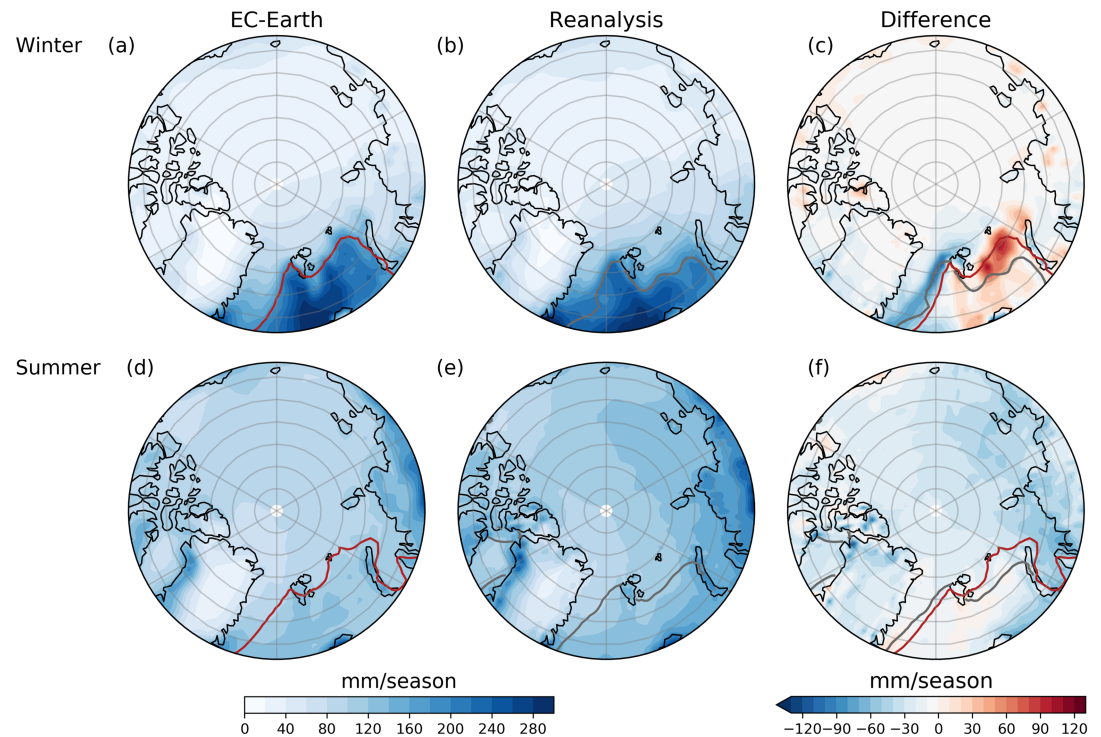 EC-Earth Reanalysis Difference
Winter (a) (b) (c)
Summer (d) (e) (f)
mm/season mm/season
0 40 80 120 160 200 240 280 −120 −90 −60 −30 0 30 60 90 120